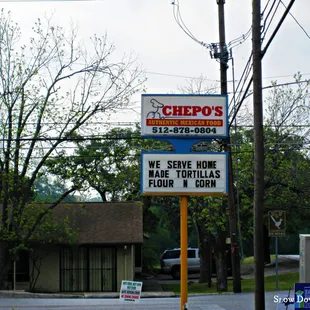 CHEPO'S
AUTHENTIC MEXICAN FOOD
512-878-0804
WE SERVE HOME
MADE TORTILLAS
FLOUR N CORN